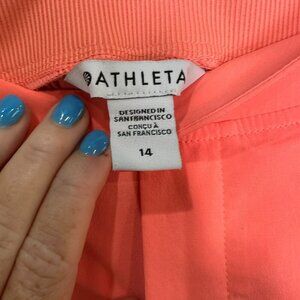 ATHLETA
DESIGNED IN
SAN FRANCISCO
CONÇU À
SAN FRANCISCO
14